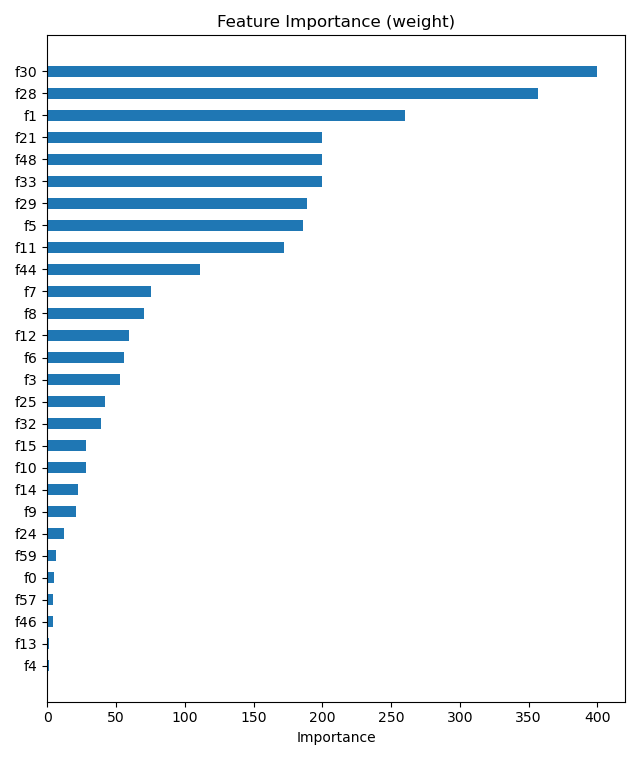 Feature Importance (weight)
f30
f28
f1
f21
f48
f33
f29
f5
f11
f44
f7
f8
f12
f6
f3
f25
f32
f15
f10
f14
f9
f24
f59
f0
f57
f46
f13
f4
0 50 100 150 200 250 300 350 400
Importance